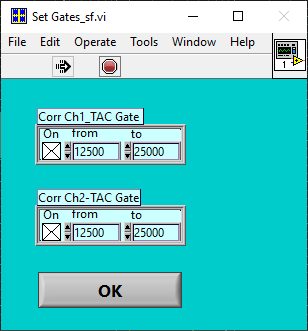 Set Gates_sf.vi
File Edit Operate Tools Window Help
1
Corr Ch1_TAC Gate
On from to
12500 25000
Corr Ch2-TAC Gate
On from to
12500 25000
OK